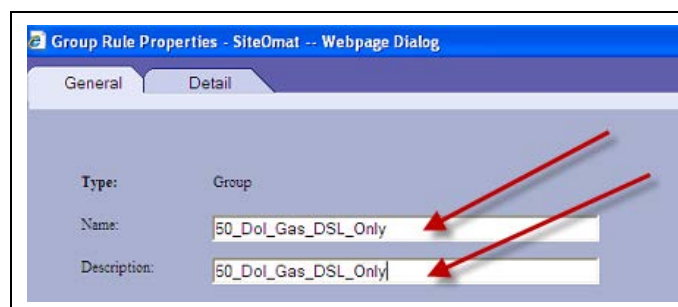 Group Rule Properties - SiteOmat -- Webpage Dialog
General Detail
Type: Group
Name: 50_Dol_Gas_DSL_Only
Description: 50_Dol_Gas_DSL_Only